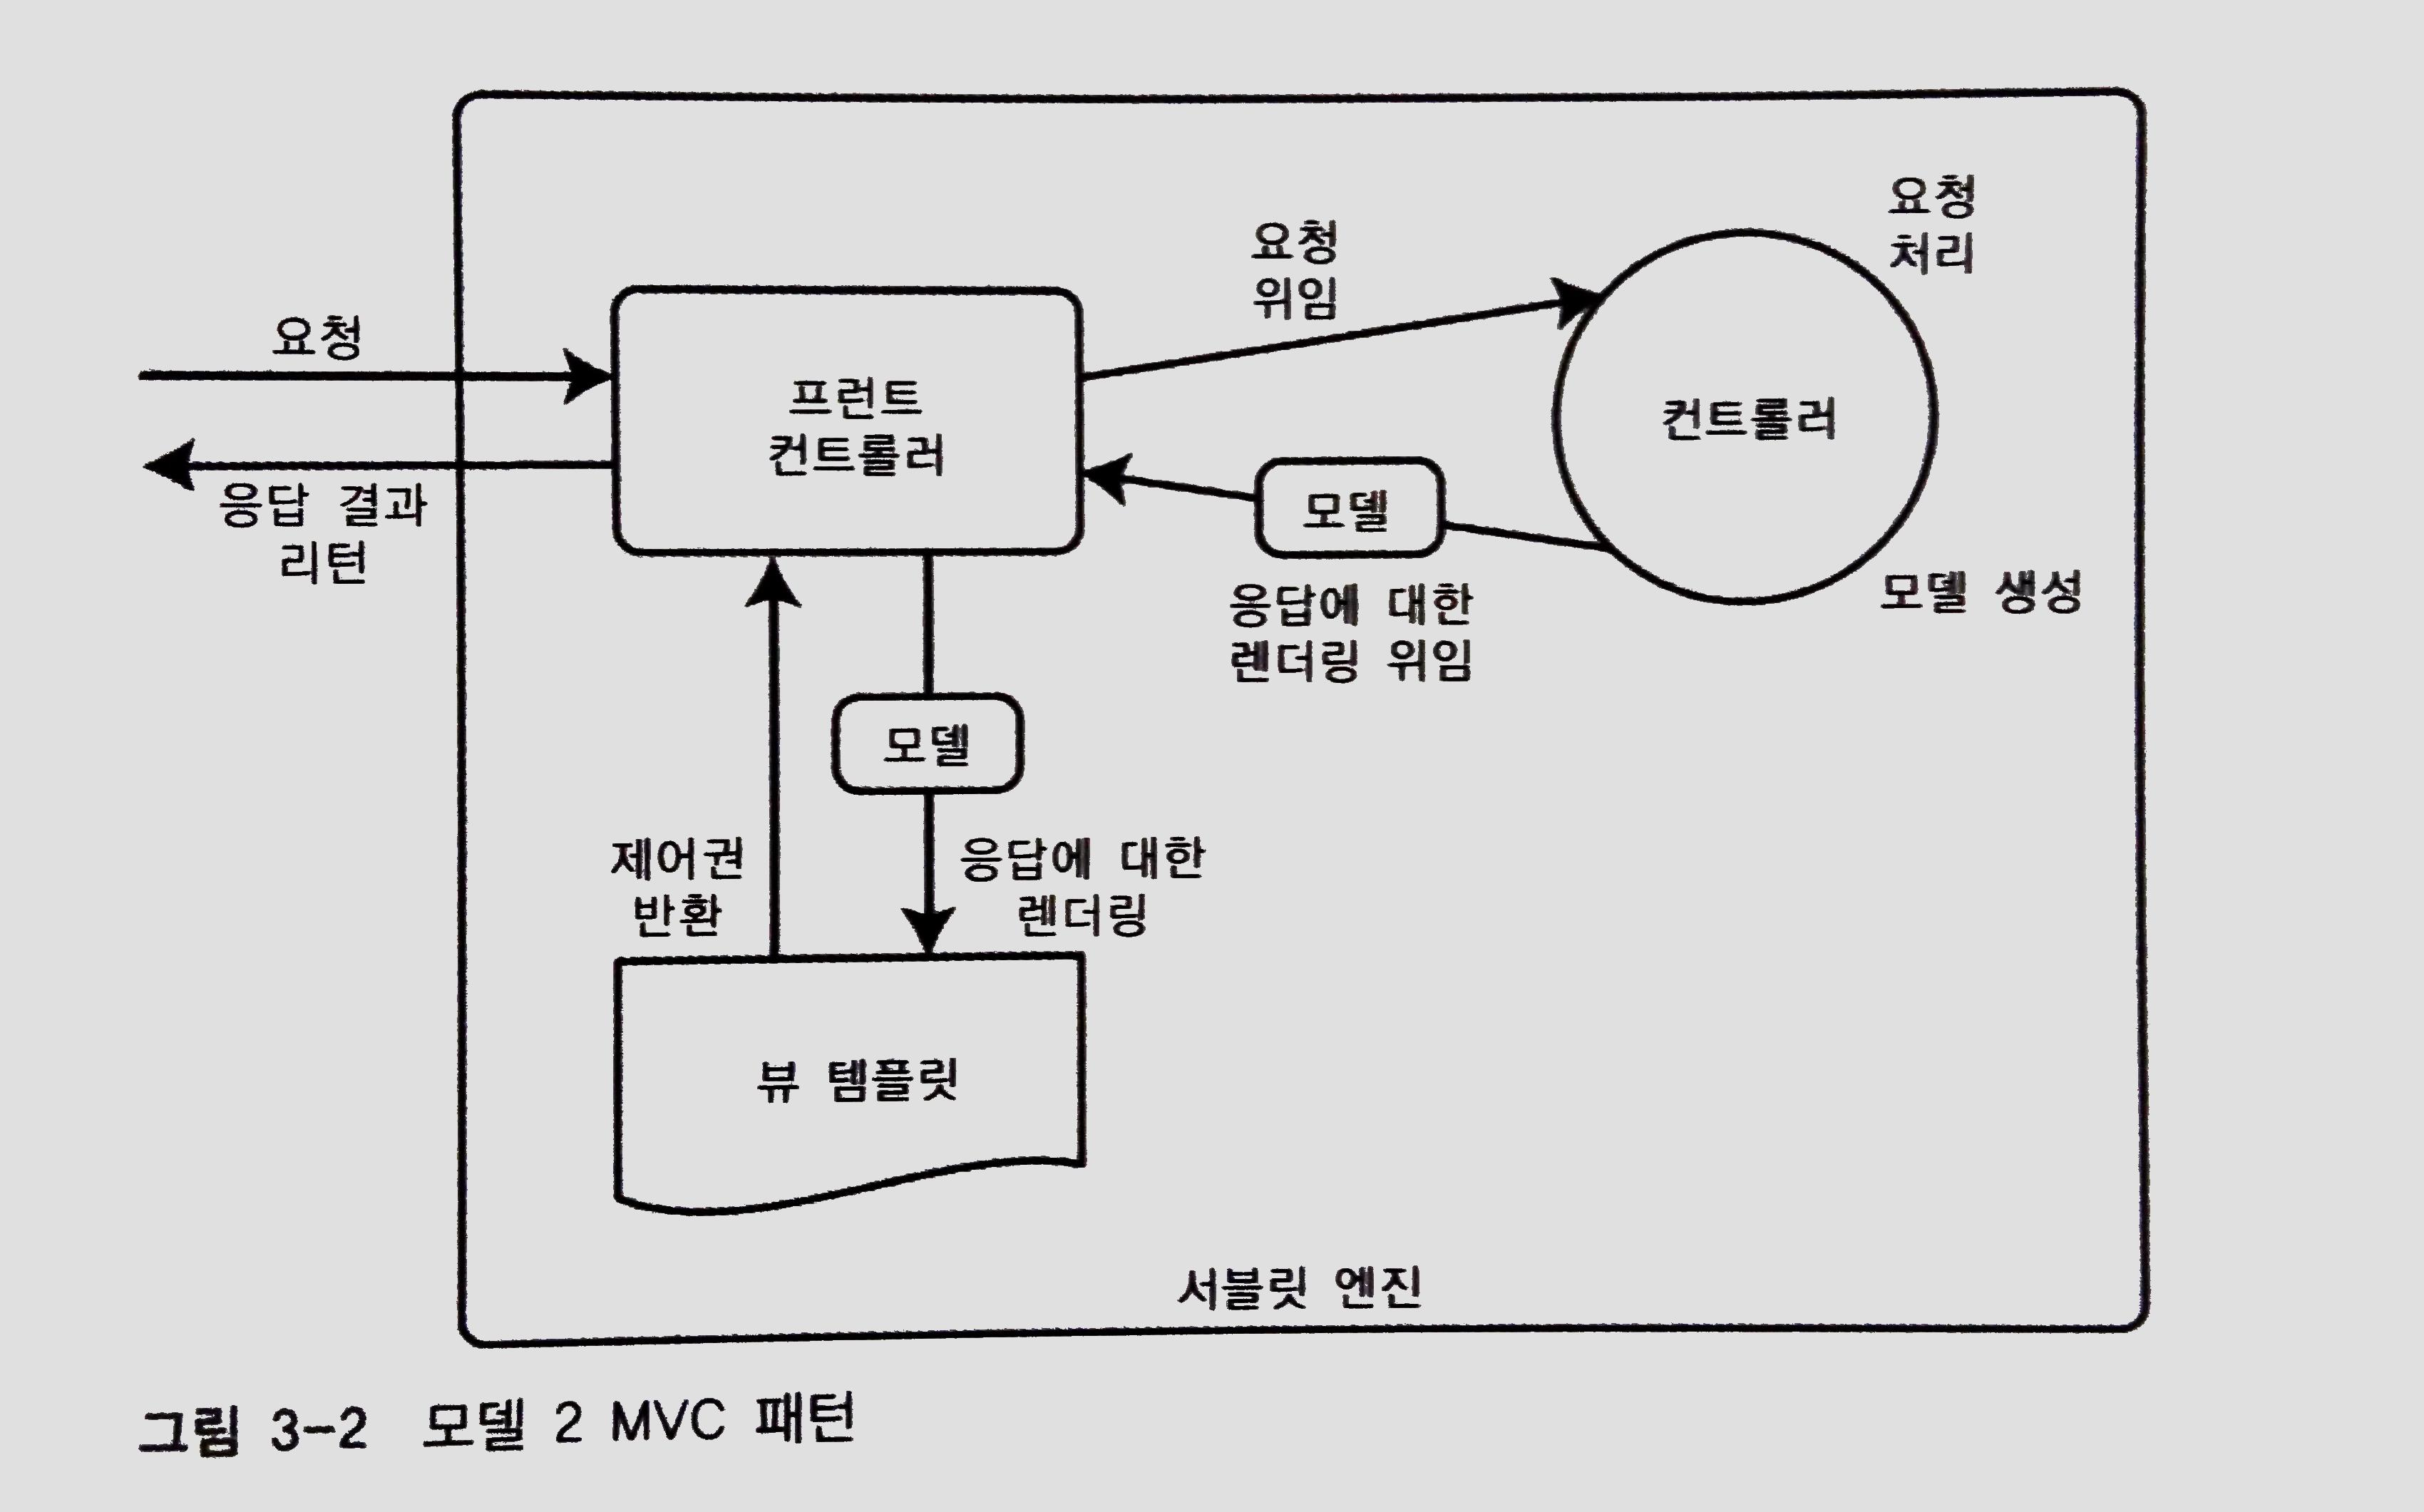 요청
처리
요청
위임
요청
프런트
컨트롤러
컨트롤러
응답 결과
리턴
모델
응답에 대한
렌더링 위임
모델 생성
모델
제어권
반환
응답에 대한
렌더링
뷰 템플릿
서블릿 엔진
그림 3-2 모델 2 MVC 패턴